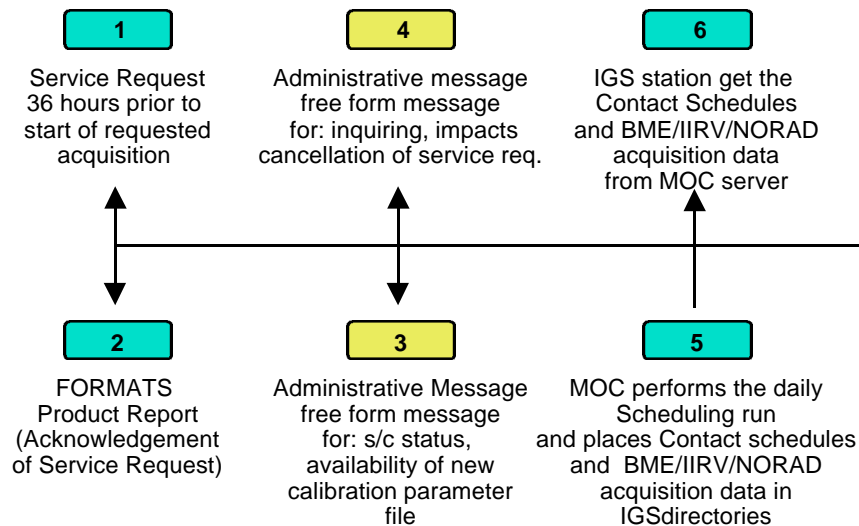 1
Service Request
36 hours prior to
start of requested
acquisition
4
Administrative message
free form message
for: inquiring, impacts
cancellation of service req.
6
IGS station get the
Contact Schedules
and BME/IIRV/NORAD
acquisition data
from MOC server
2
FORMATS
Product Report
(Acknowledgement
of Service Request)
3
Administrative Message
free form message
for: s/c status,
availability of new
calibration parameter
file
5
MOC performs the daily
Scheduling run
and places Contact schedules
and BME/IIRV/NORAD
acquisition data in
IGSdirectories